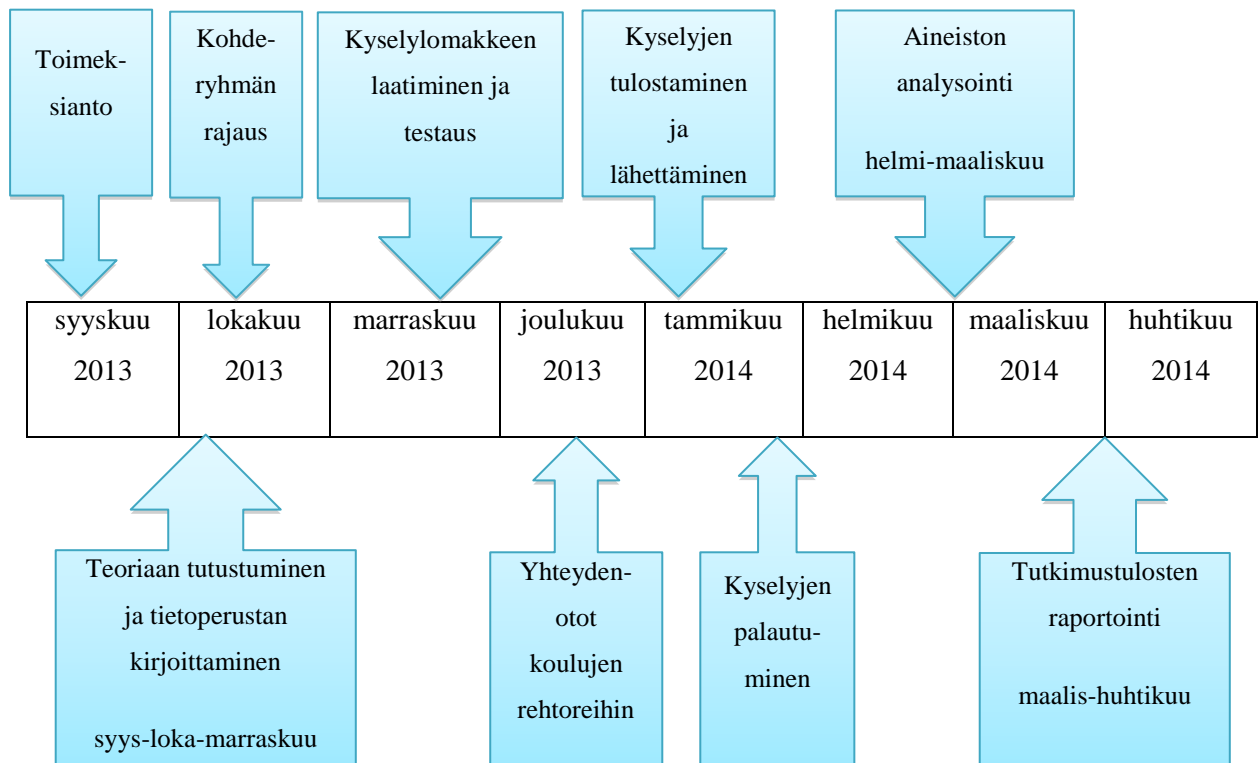 Toimek-
sianto
Kohde-
ryhmän
rajaus
Kyselylomakkeen
laatiminen ja
testaus
Kyselyjen
tulostaminen
ja
lähettäminen
Aineiston
analysointi
helmi-maaliskuu
syyskuu
2013
lokakuu
2013
marraskuu
2013
joulukuu
2013
tammikuu
2014
helmikuu
2014
maaliskuu
2014
huhtikuu
2014
Teoriaan tutustuminen
ja tietoperustan
kirjoittaminen
syys-loka-marraskuu
Yhteyden-
otot
koulujen
rehtoreihin
Kyselyjen
palautu-
minen
Tutkimustulosten
raportointi
maalis-huhtikuu